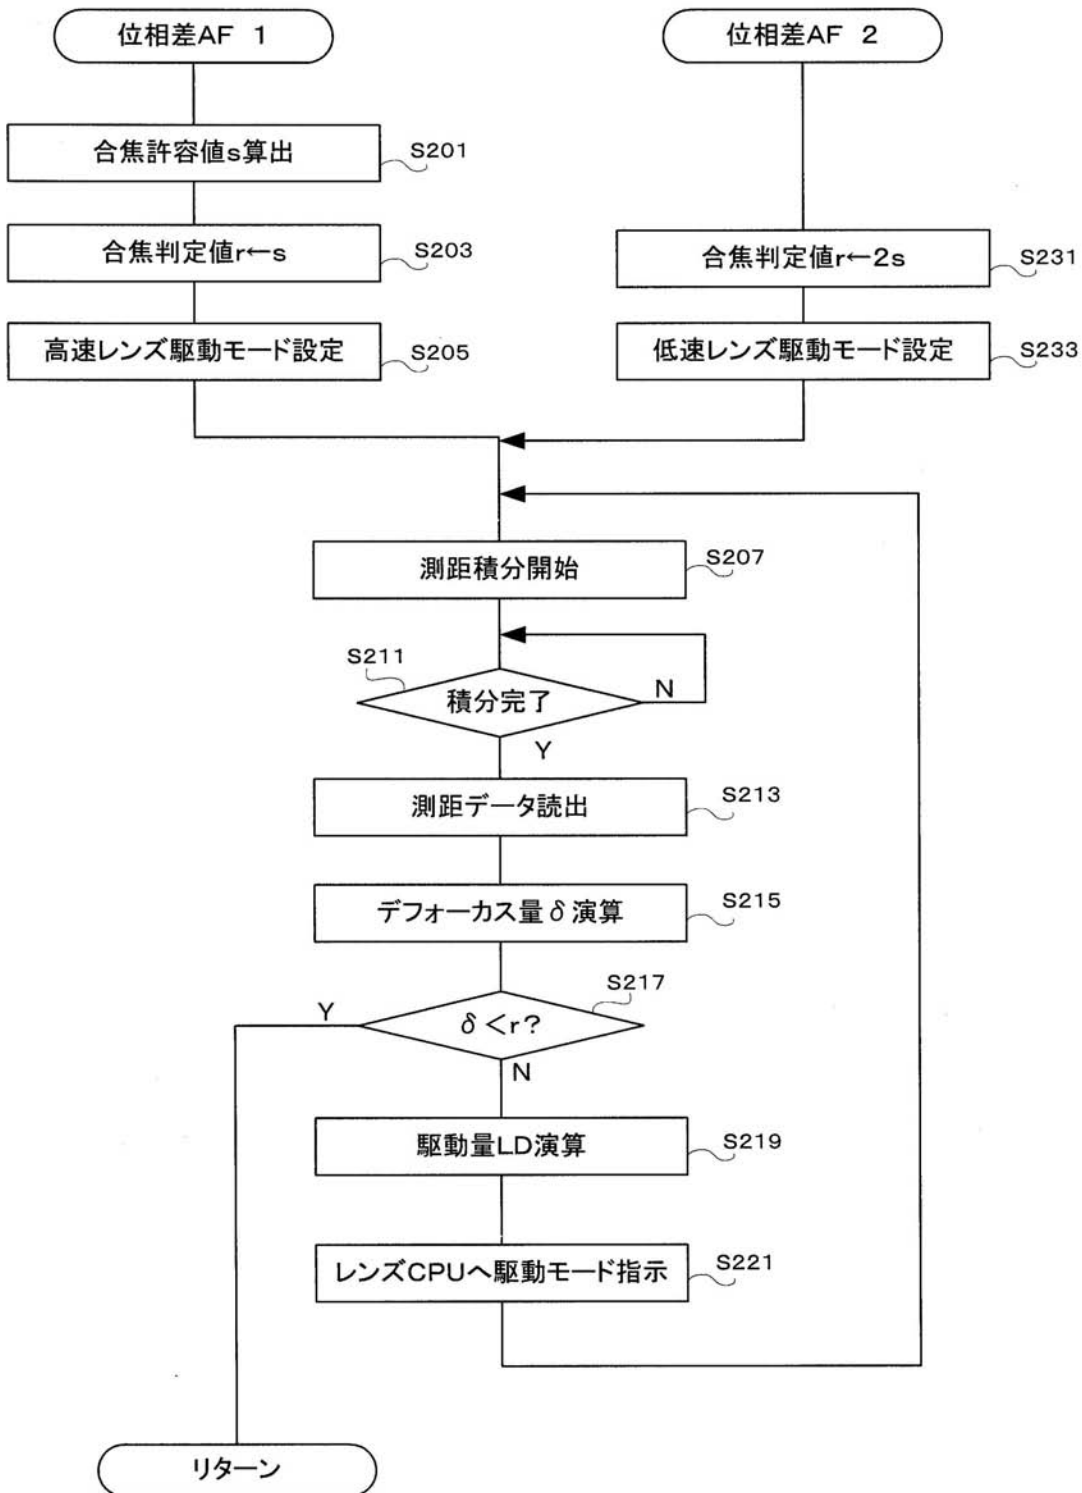 位相差AF 1
位相差AF 2
合焦許容値s算出
S201
合焦判定値r←s
S203
合焦判定値r←2s
S231
高速レンズ駆動モード設定
S205
低速レンズ駆動モード設定
S233
測距積分開始
S207
S211
積分完了
N
Y
測距データ読出
S213
デフォーカス量δ演算
S215
S217
Y
δ<r?
N
駆動量LD演算
S219
レンズCPUへ駆動モード指示
S221
リターン